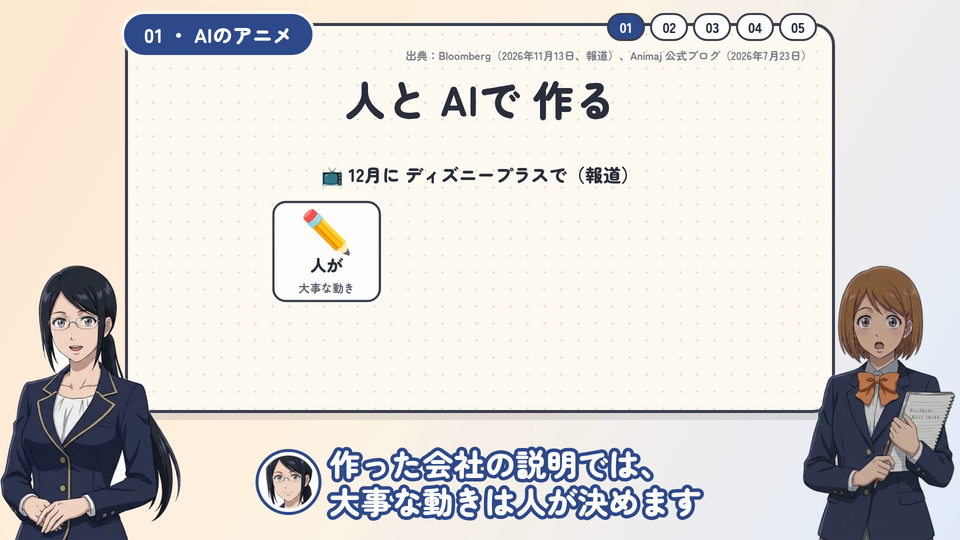 01 ・ AIのアニメ
01 02 03 04 05
出典：Bloomberg（2026年11月13日、報道）、Animaj 公式ブログ（2026年7月23日）
人と AIで 作る
12月に ディズニープラスで（報道）
人が
大事な動き
作った会社の説明では、
大事な動きは人が決めます